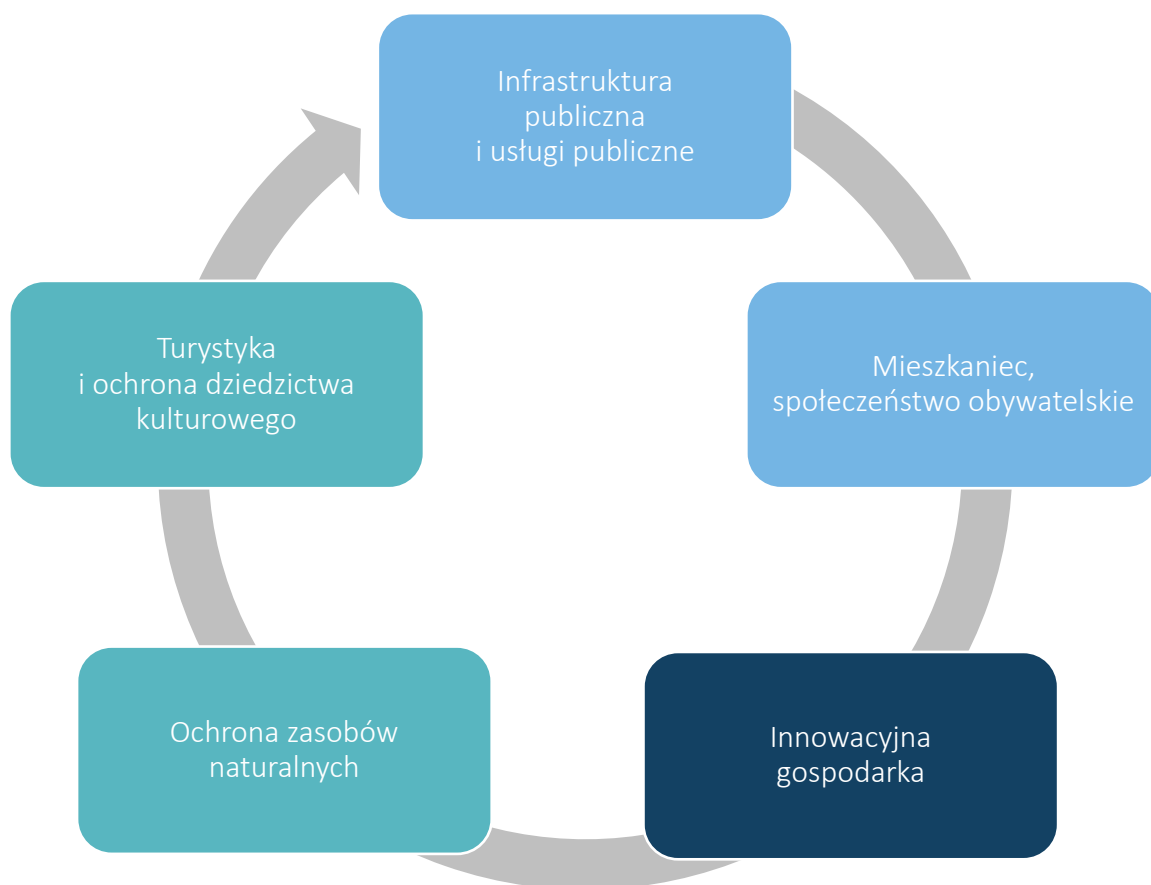 Infrastruktura
publiczna
i usługi publiczne
Mieszkaniec,
społeczeństwo obywatelskie
Innowacyjna
gospodarka
Ochrona zasobów
naturalnych
Turystyka
i ochrona dziedzictwa
kulturowego